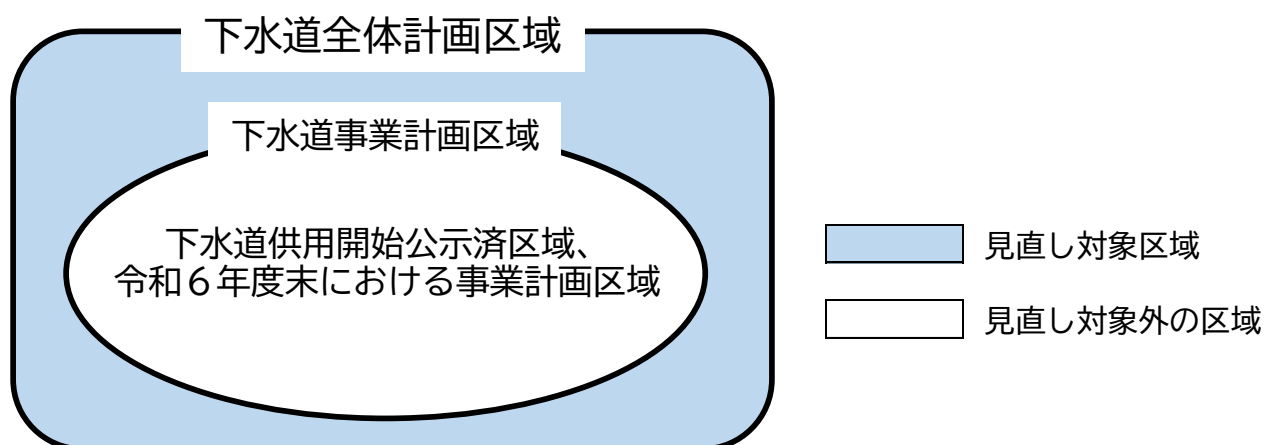 下水道全体計画区域
下水道事業計画区域
下水道供用開始公示済区域、
令和６年度末における事業計画区域
見直し対象区域
見直し対象外の区域